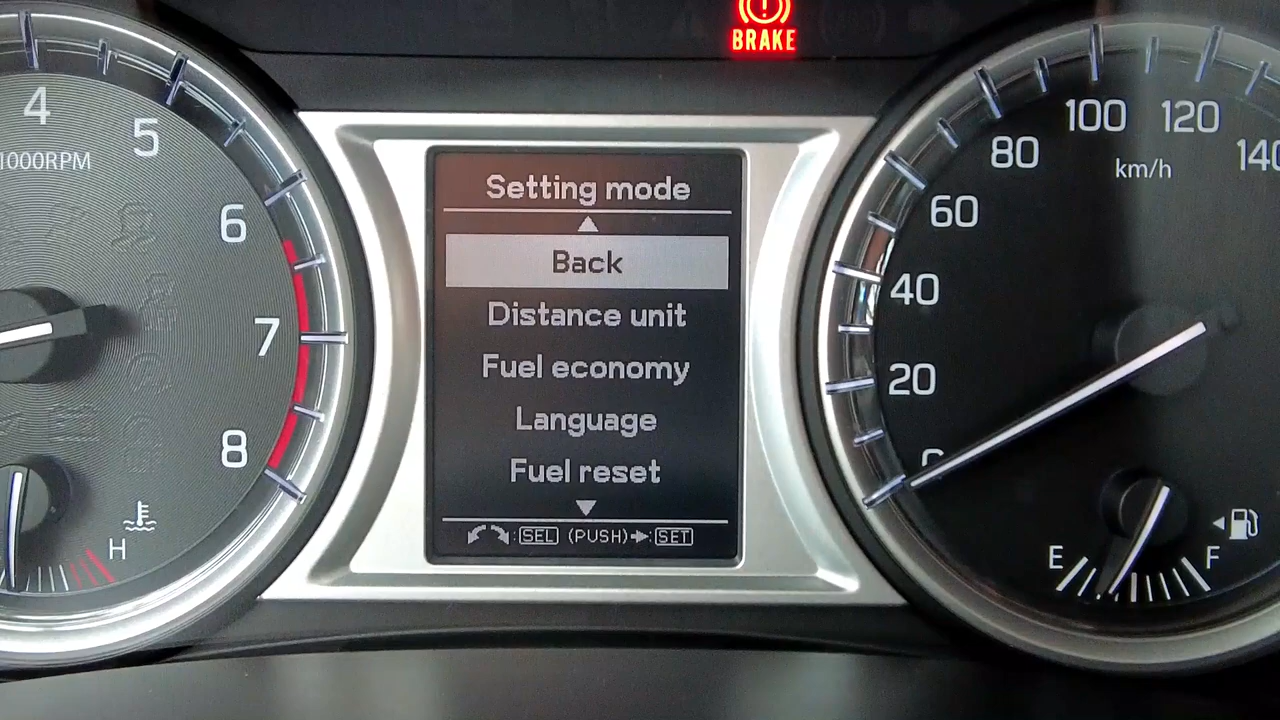 BRAKE
4
5
1000RPM
6
7
8
H
Setting mode
Back
Distance unit
Fuel economy
Language
Fuel reset
: SEL (PUSH) : SET
0
20
40
60
80
100
120
140
km/h
E
F